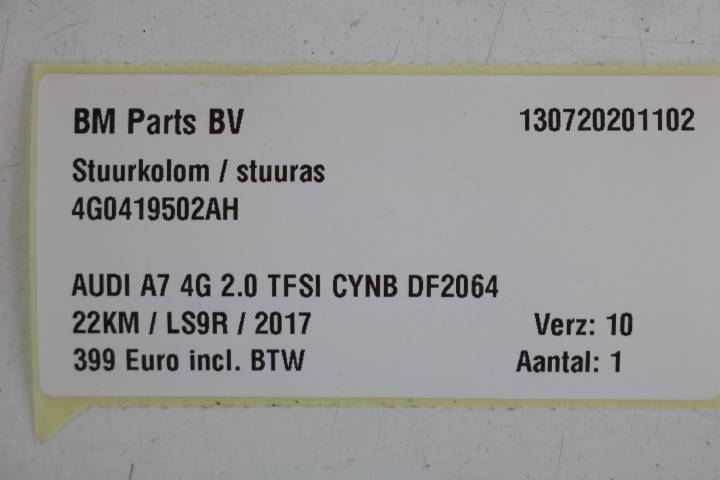 BM Parts BV 130720201102
Stuurkolom / stuuras
4G0419502AH
AUDI A7 4G 2.0 TFSI CYNB DF2064
22KM / LS9R / 2017 Verz: 10
399 Euro incl. BTW Aantal: 1